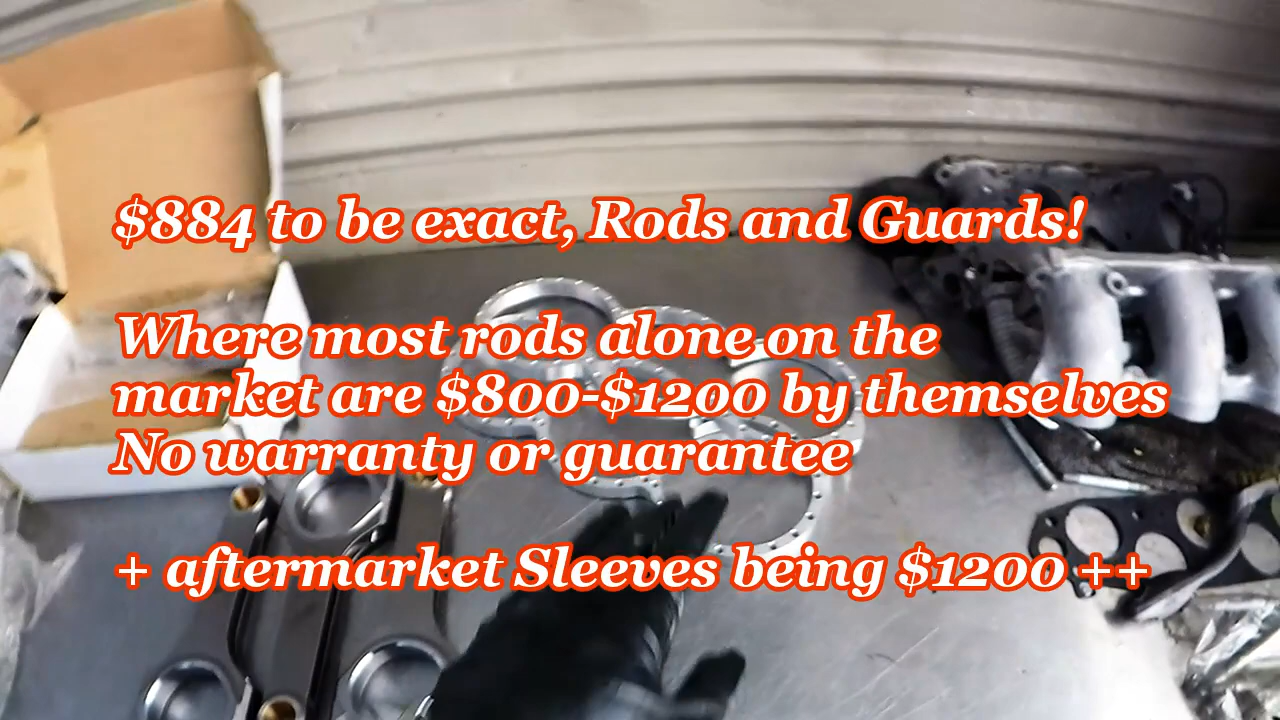 $884 to be exact, Rods and Guards!
Where most rods alone on the
market are $800-$1200 by themselves
No warranty or guarantee
+ aftermarket Sleeves being $1200 ++